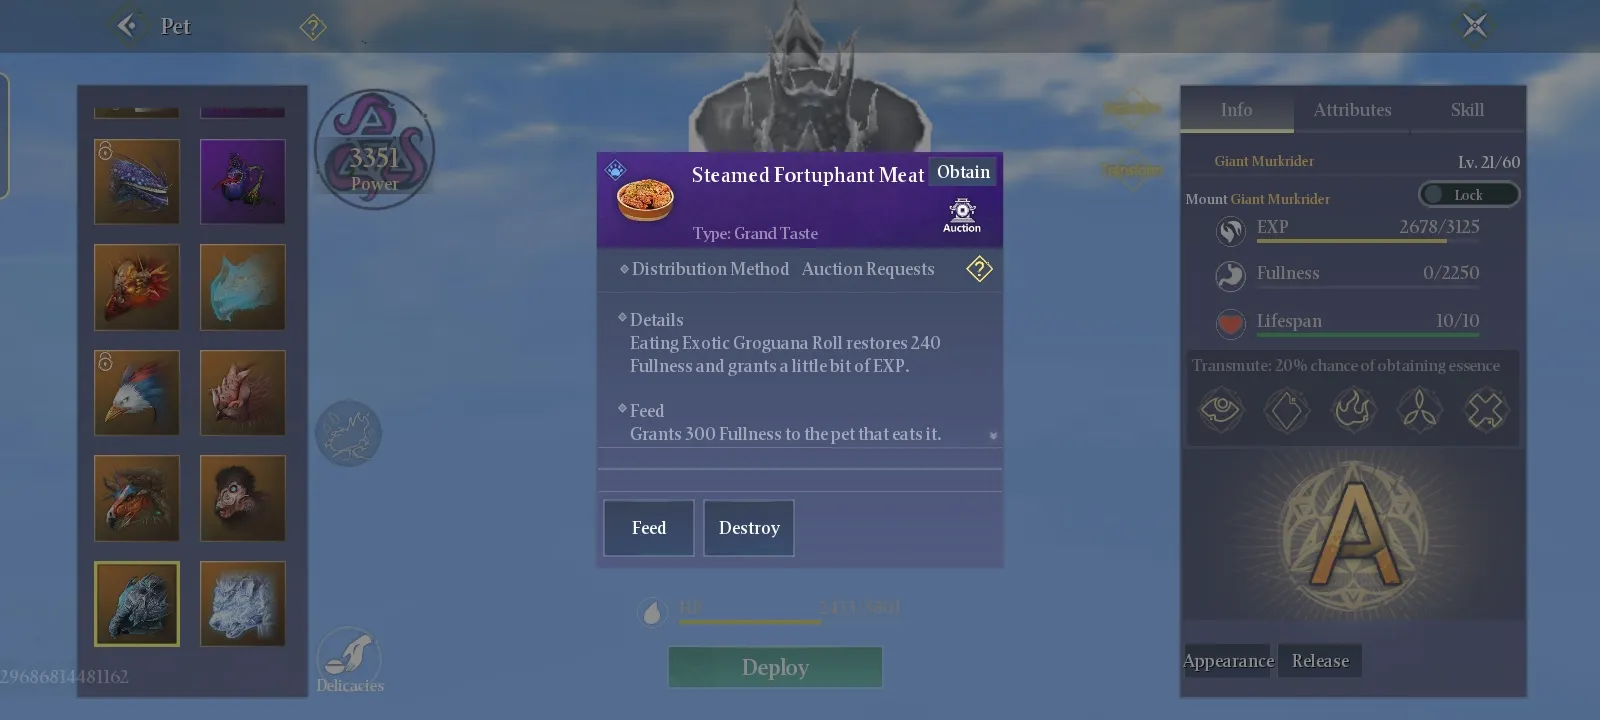 Pet
?
3351
Power
Delicacies
29686814481162
Steamed Fortuphant Meat
Obtain
Auction
Type: Grand Taste
Distribution Method Auction Requests
?
Details
Eating Exotic Groguana Roll restores 240
Fullness and grants a little bit of EXP.
Feed
Grants 300 Fullness to the pet that eats it.
Feed
Destroy
HP
Deploy
Info
Attributes
Skill
Giant Murkrider
Lv. 21/60
Mount Giant Murkrider
Lock
EXP
2678/3125
Fullness
0/2250
Lifespan
10/10
Transmute: 20% chance of obtaining essence
A
Appearance
Release